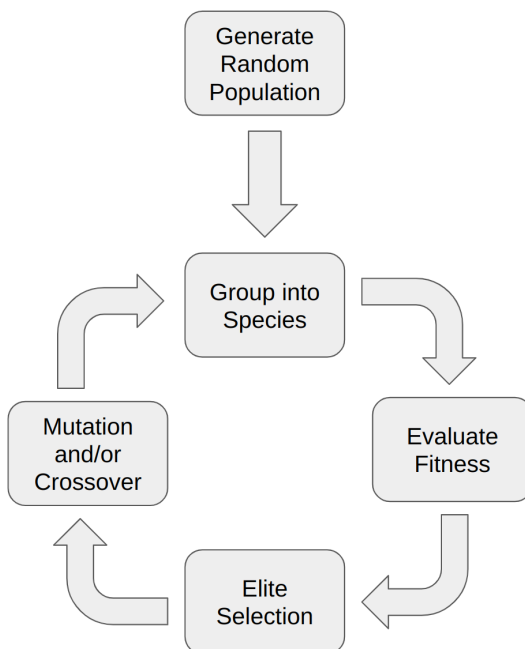 Generate
Random
Population
Group into
Species
Evaluate
Fitness
Elite
Selection
Mutation
and/or
Crossover